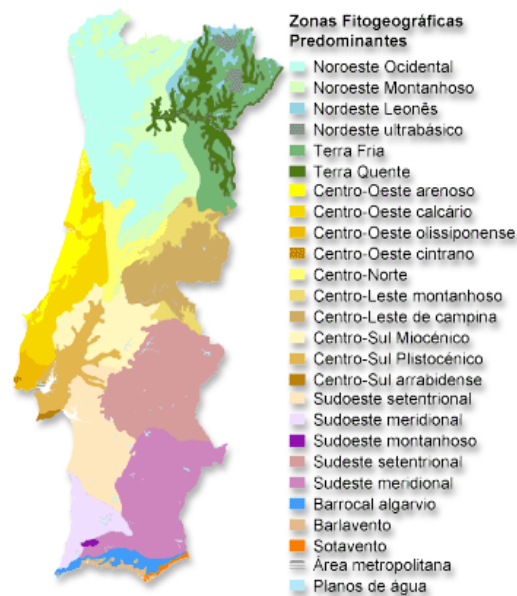 Zonas Fitogeográficas
Predominantes
Noroeste Ocidental
Noroeste Montanhoso
Nordeste Leonês
Nordeste ultrabásico
Terra Fria
Terra Quente
Centro-Oeste arenoso
Centro-Oeste calcário
Centro-Oeste olissiponense
Centro-Oeste cintrano
Centro-Norte
Centro-Leste montanhoso
Centro-Leste de campina
Centro-Sul Miocénico
Centro-Sul Plistocénico
Centro-Sul arrabidense
Sudoeste setentrional
Sudoeste meridional
Sudoeste montanhoso
Sudeste setentrional
Sudeste meridional
Barrocal algarvio
Barlavento
Sotavento
Área metropolitana
Planos de água